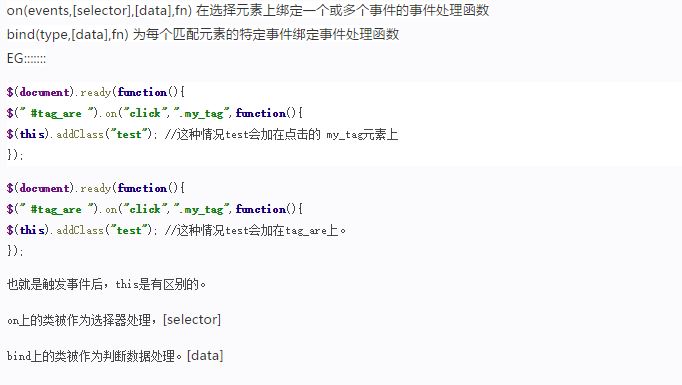 on(events,[selector],[data],fn) 在选择元素上绑定一个或多个事件的事件处理函数
bind(type,[data],fn) 为每个匹配元素的特定事件绑定事件处理函数
EG:::::::
$(document).ready(function(){
$(" #tag_are ").on("click",".my_tag",function(){
$(this).addClass("test"); //这种情况test会加在点击的 my_tag元素上
});
$(document).ready(function(){
$(" #tag_are ").on("click",".my_tag",function(){
$(this).addClass("test"); //这种情况test会加在tag_are上。
});
也就是触发事件后，this是有区别的。
on上的类被作为选择器处理，[selector]
bind上的类被作为判断数据处理。[data]